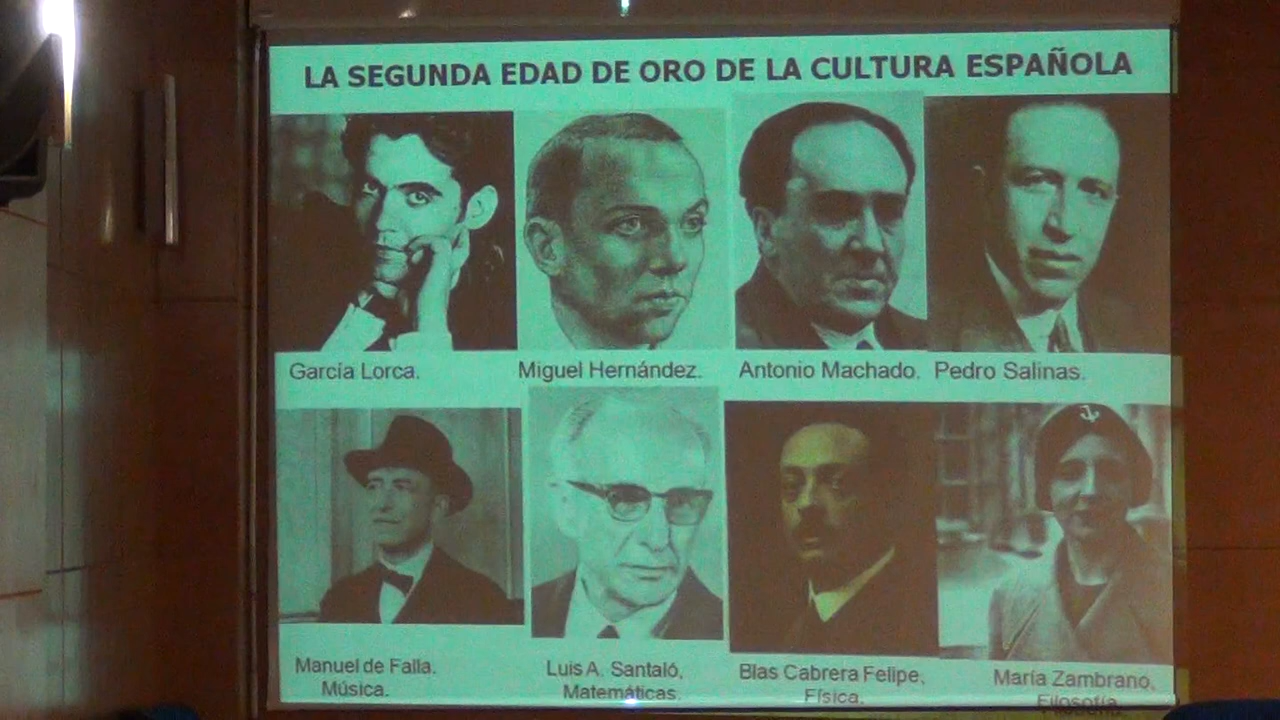 LA SEGUNDA EDAD DE ORO DE LA CULTURA ESPAÑOLA
García Lorca.
Miguel Hernández.
Antonio Machado.
Pedro Salinas.
Manuel de Falla.
Música.
Luis A. Santaló,
Matemáticas.
Blas Cabrera Felipe,
Física.
María Zambrano,
Filosofía.